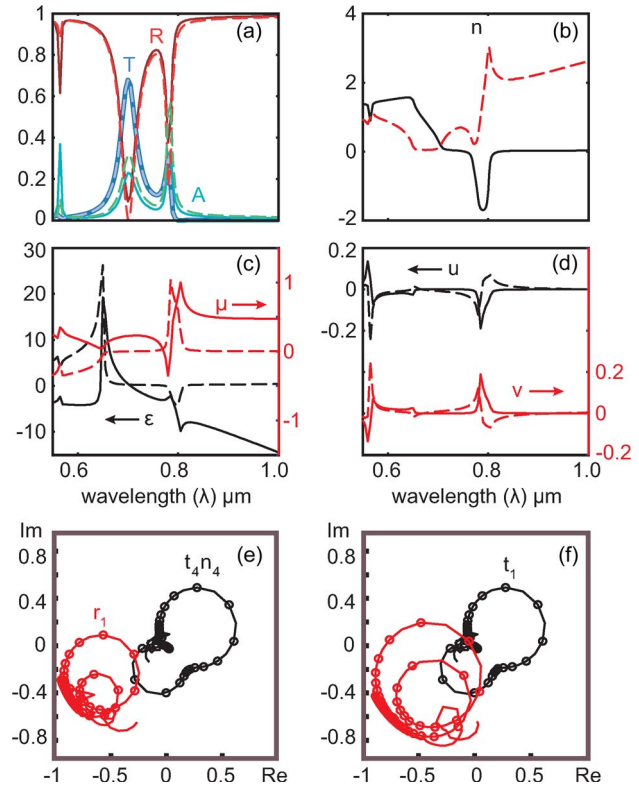 (a)
T
R
A
1
0.8
0.6
0.4
0.2
0
(b)
n
4
2
0
-2
(c)
μ
ε
30
20
10
0
-10
1
0
-1
0.6
0.8
1.0
wavelength (λ) μm
(d)
u
v
0.2
0
-0.2
0.2
0
-0.2
0.6
0.8
1.0
wavelength (λ) μm
Im
(e)
t4n4
r1
0.8
0.4
0
-0.4
-0.8
-1
-0.5
0
0.5
Re
Im
(f)
t1
0.8
0.4
0
-0.4
-0.8
-1
-0.5
0
0.5
Re